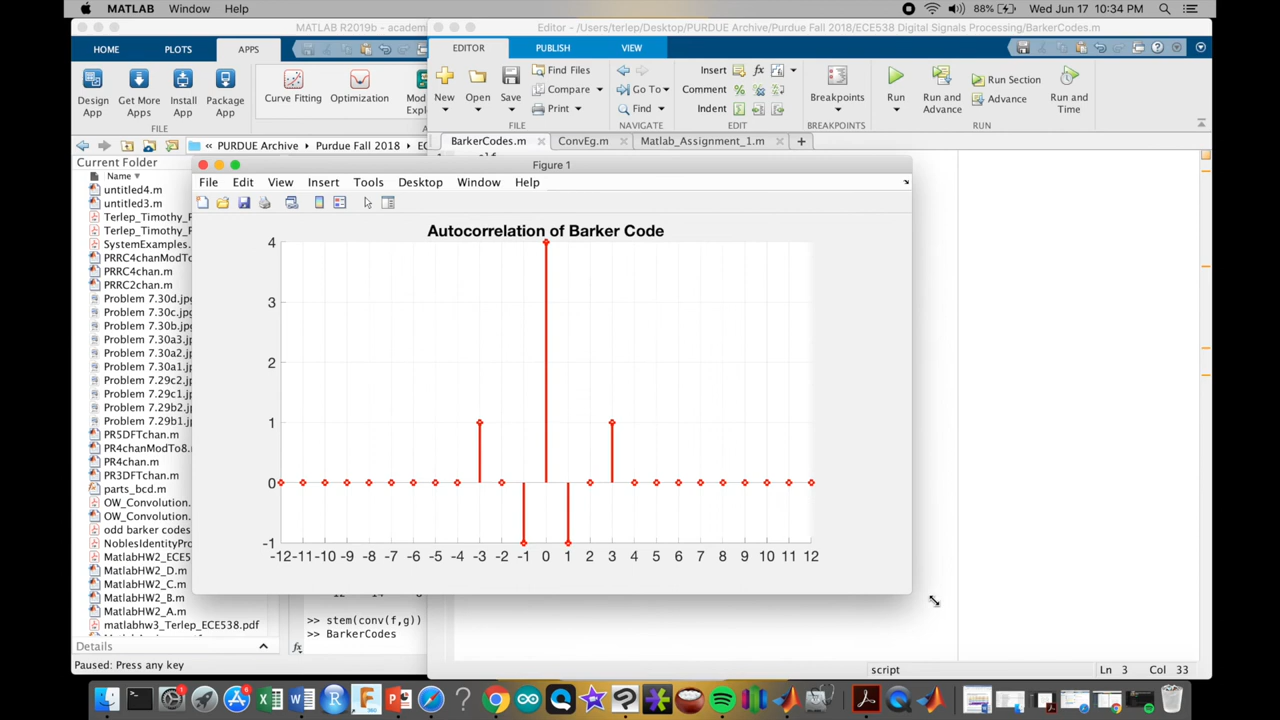 MATLAB Window Help 88% Wed Jun 17 10:34 PM
MATLAB R2019b - academ
Editor - /Users/terlep/Desktop/PURDUE Archive/Purdue Fall 2018/ECE538 Digital Signals Processing/BarkerCodes.m
HOME PLOTS APPS
EDITOR PUBLISH VIEW
Design App
Get More Apps
Install App
Package App
Curve Fitting
Optimization
FILE
New
Open
Save
Find Files
Compare
Print
FILE
Go To
Find
NAVIGATE
Insert
Comment
Indent
EDIT
Breakpoints
BREAKPOINTS
Run
Run and Advance
Run Section
Advance
Run and Time
RUN
« PURDUE Archive ▸ Purdue Fall 2018 ▸
BarkerCodes.m ConvEg.m Matlab_Assignment_1.m
Current Folder
Name
untitled4.m
untitled3.m
Terlep_Timothy_
Terlep_Timothy_
SystemExamples.
PRRC4chanModTo
PRRC4chan.m
PRRC2chan.m
Problem 7.30d.jp
Problem 7.30c.jp
Problem 7.30b.jp
Problem 7.30a3.j
Problem 7.30a2.j
Problem 7.30a1.j
Problem 7.29c2.j
Problem 7.29c1.j
Problem 7.29b2.j
Problem 7.29b1.j
PR5DFTchan.m
PR4chanModTo8.
PR4chan.m
PR3DFTchan.m
parts_bcd.m
OW_Convolution.
OW_Convolution.
odd barker codes
NoblesIdentityPro
MatlabHW2_ECE5
MatlabHW2_D.m
MatlabHW2_C.m
MatlabHW2_B.m
MatlabHW2_A.m
matlabhw3_Terlep_ECE538.pdf
Details
Paused: Press any key
Figure 1
File Edit View Insert Tools Desktop Window Help
Autocorrelation of Barker Code
4
3
2
1
0
-1
-12 -11 -10 -9 -8 -7 -6 -5 -4 -3 -2 -1 0 1 2 3 4 5 6 7 8 9 10 11 12
>> stem(conv(f,g))
>> BarkerCodes
script Ln 3 Col 33